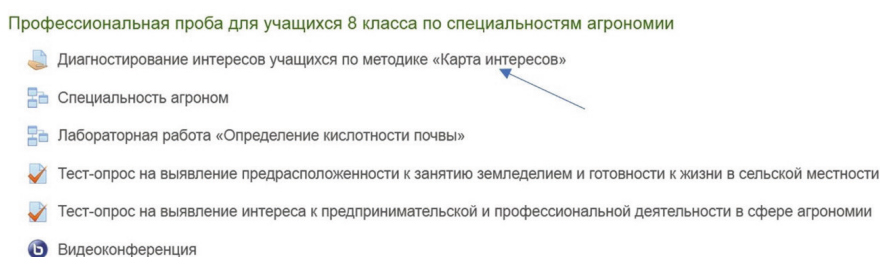 Профессиональная проба для учащихся 8 класса по специальностям агрономии
Диагностирование интересов учащихся по методике «Карта интересов»
Специальность агроном
Лабораторная работа «Определение кислотности почвы»
Тест-опрос на выявление предрасположенности к занятию земледелием и готовности к жизни в сельской местности
Тест-опрос на выявление интереса к предпринимательской и профессиональной деятельности в сфере агрономии
Видеоконференция